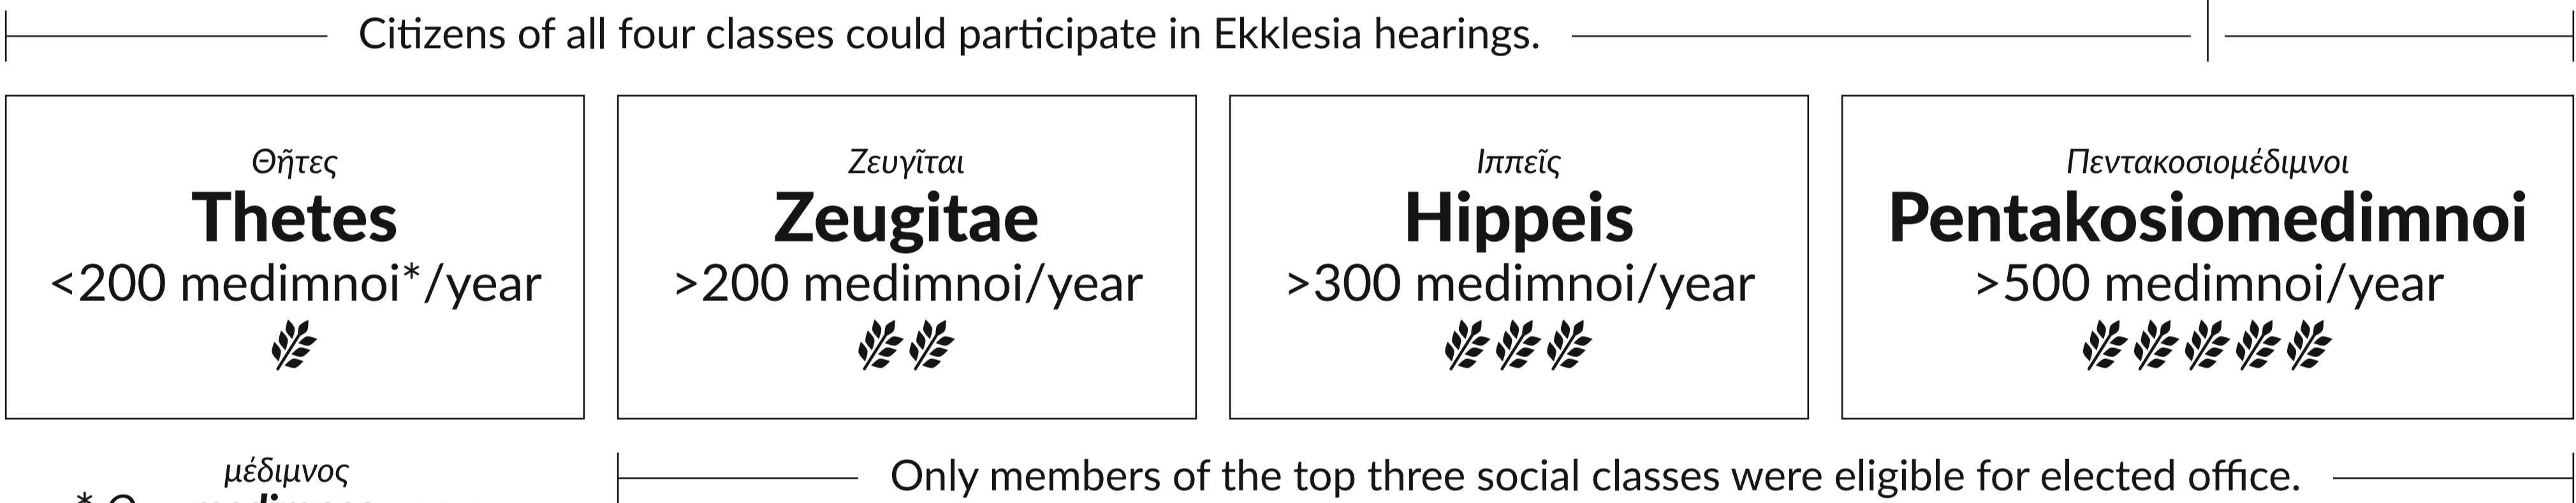 Citizens of all four classes could participate in Ekklesia hearings.
Θῆτες
Thetes
<200 medimnoi*/year
Ζευγῖται
Zeugitae
>200 medimnoi/year
Ιππεῖς
Hippeis
>300 medimnoi/year
Πεντακοσιομέδιμνοι
Pentakosiomedimnoi
>500 medimnoi/year
μέδιμνος
Only members of the top three social classes were eligible for elected office.